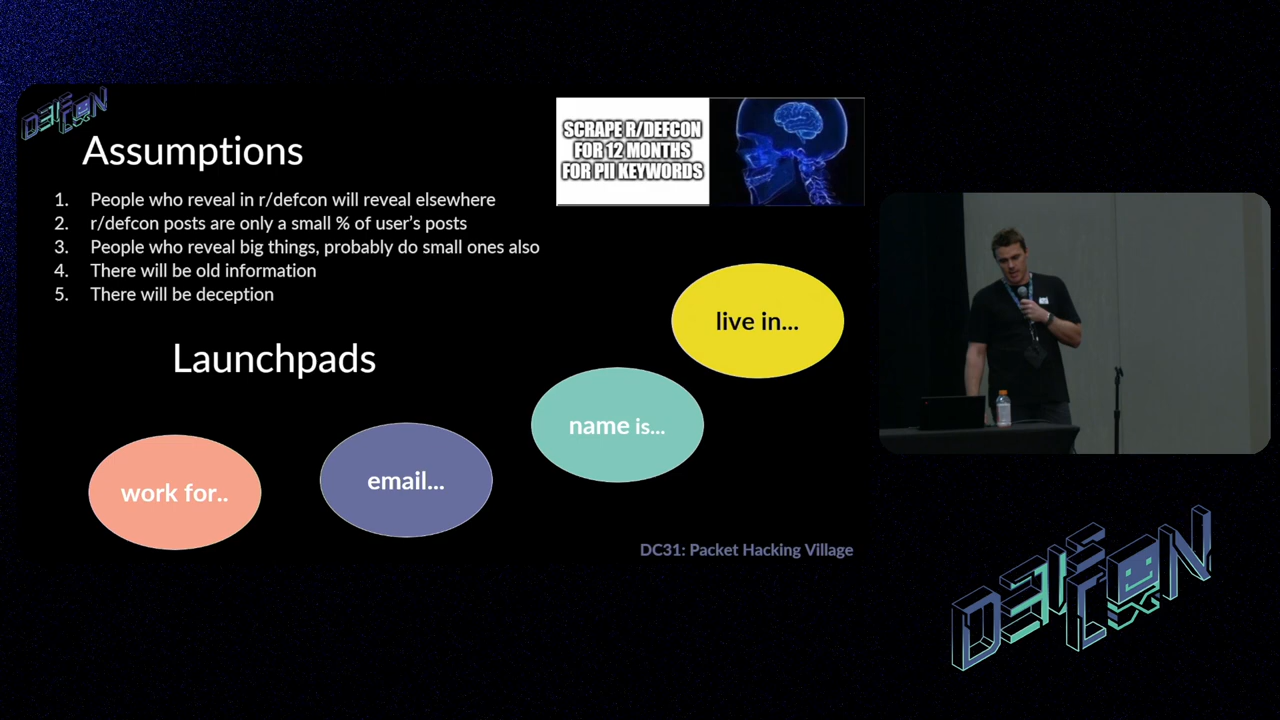 DEFCON
Assumptions
SCRAPE R/DEFCON
FOR 12 MONTHS
FOR PII KEYWORDS
1. People who reveal in r/defcon will reveal elsewhere
2. r/defcon posts are only a small % of user's posts
3. People who reveal big things, probably do small ones also
4. There will be old information
5. There will be deception
Launchpads
live in...
name is...
email...
work for..
DC31: Packet Hacking Village
DEFCON